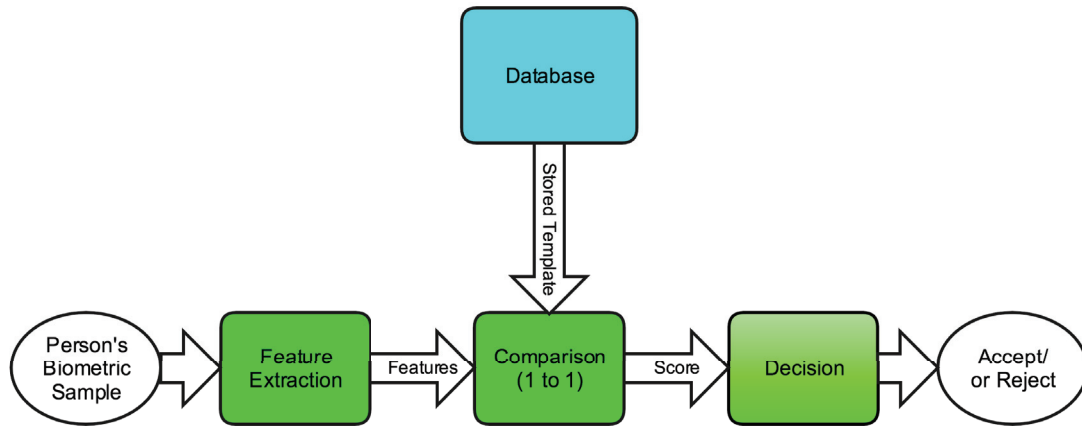 Database
Stored Template
Person's
Biometric
Sample
Feature
Extraction
Features
Comparison
(1 to 1)
Score
Decision
Accept/
or Reject